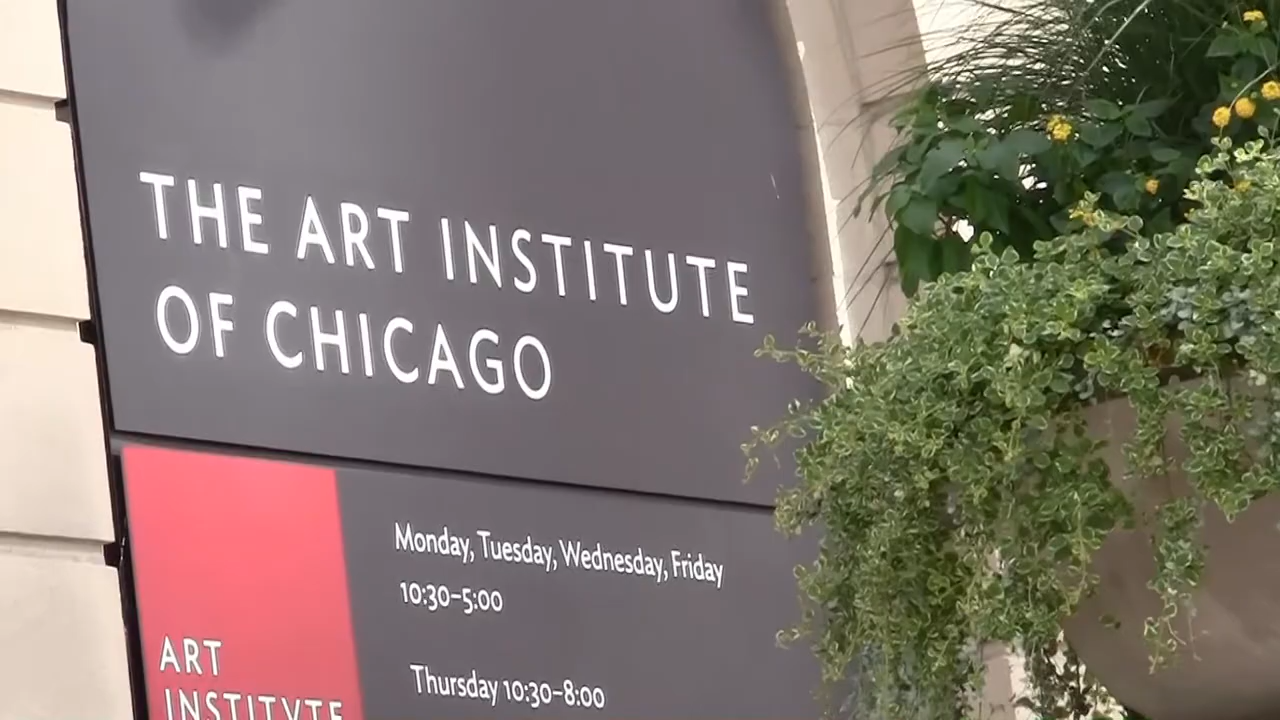 THE ART INSTITUTE
OF CHICAGO
Monday, Tuesday, Wednesday, Friday
10:30–5:00
Thursday 10:30–8:00
ART
INSTITVTE